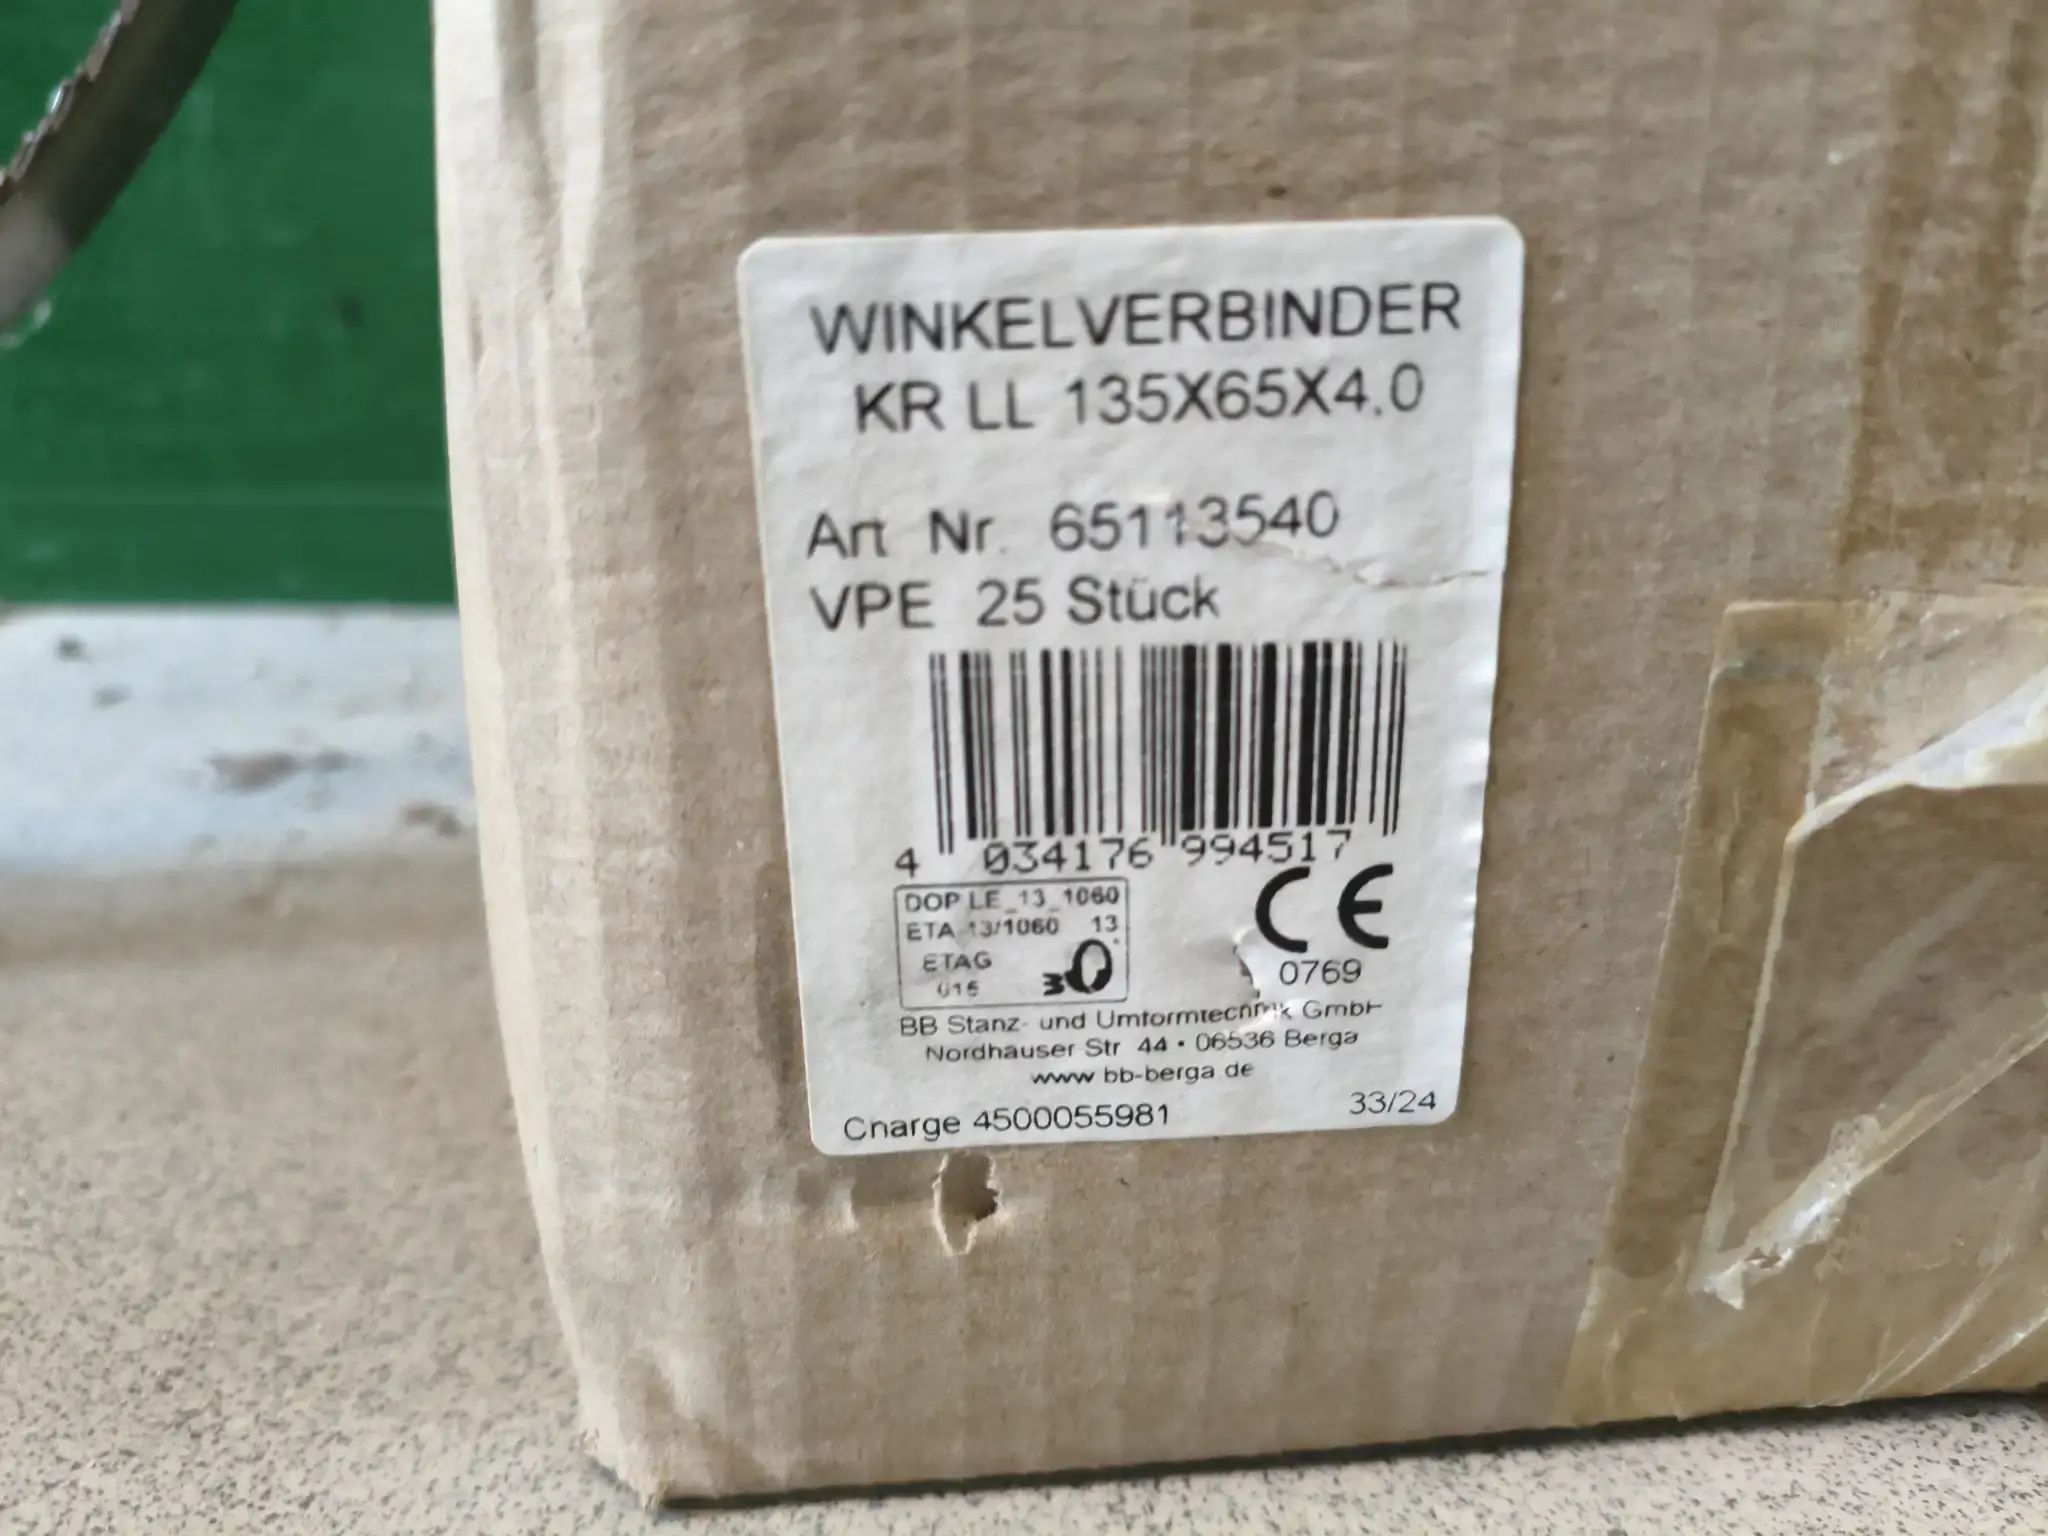 WINKELVERBINDER
KR LL 135X65X4.0
Art Nr. 65113540
VPE 25 Stück
4 034176 994517
DOP LE_13_1060
ETA-13/1060 13
ETAG
015
CE
0769
BB Stanz- und Umformtechnik GmbH
Nordhäuser Str 44 • 06536 Berga
www bb-berga de
Charge 4500055981 33/24